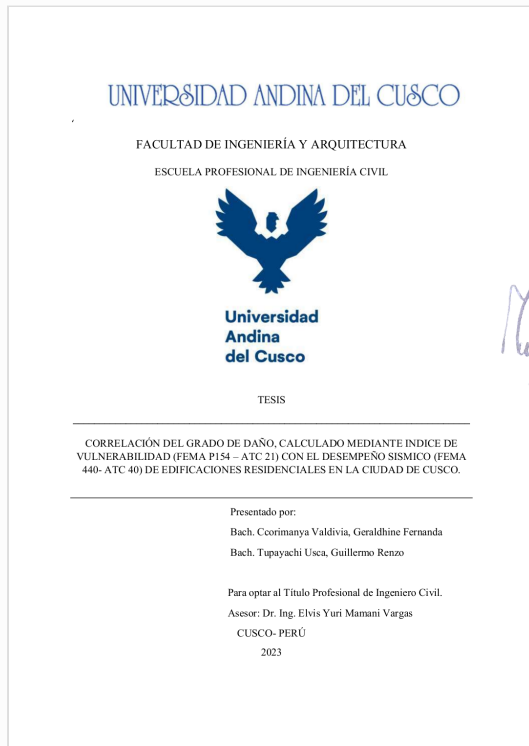 UNIVERSIDAD ANDINA DEL CUSCO
FACULTAD DE INGENIERÍA Y ARQUITECTURA
ESCUELA PROFESIONAL DE INGENIERÍA CIVIL
Universidad
Andina
del Cusco
TESIS
CORRELACIÓN DEL GRADO DE DAÑO, CALCULADO MEDIANTE INDICE DE
VULNERABILIDAD (FEMA P154 – ATC 21) CON EL DESEMPEÑO SISMICO (FEMA
440- ATC 40) DE EDIFICACIONES RESIDENCIALES EN LA CIUDAD DE CUSCO.
Presentado por:
Bach. Ccorimanya Valdivia, Geraldhine Fernanda
Bach. Tupayachi Usca, Guillermo Renzo
Para optar al Título Profesional de Ingeniero Civil.
Asesor: Dr. Ing. Elvis Yuri Mamani Vargas
CUSCO- PERÚ
2023